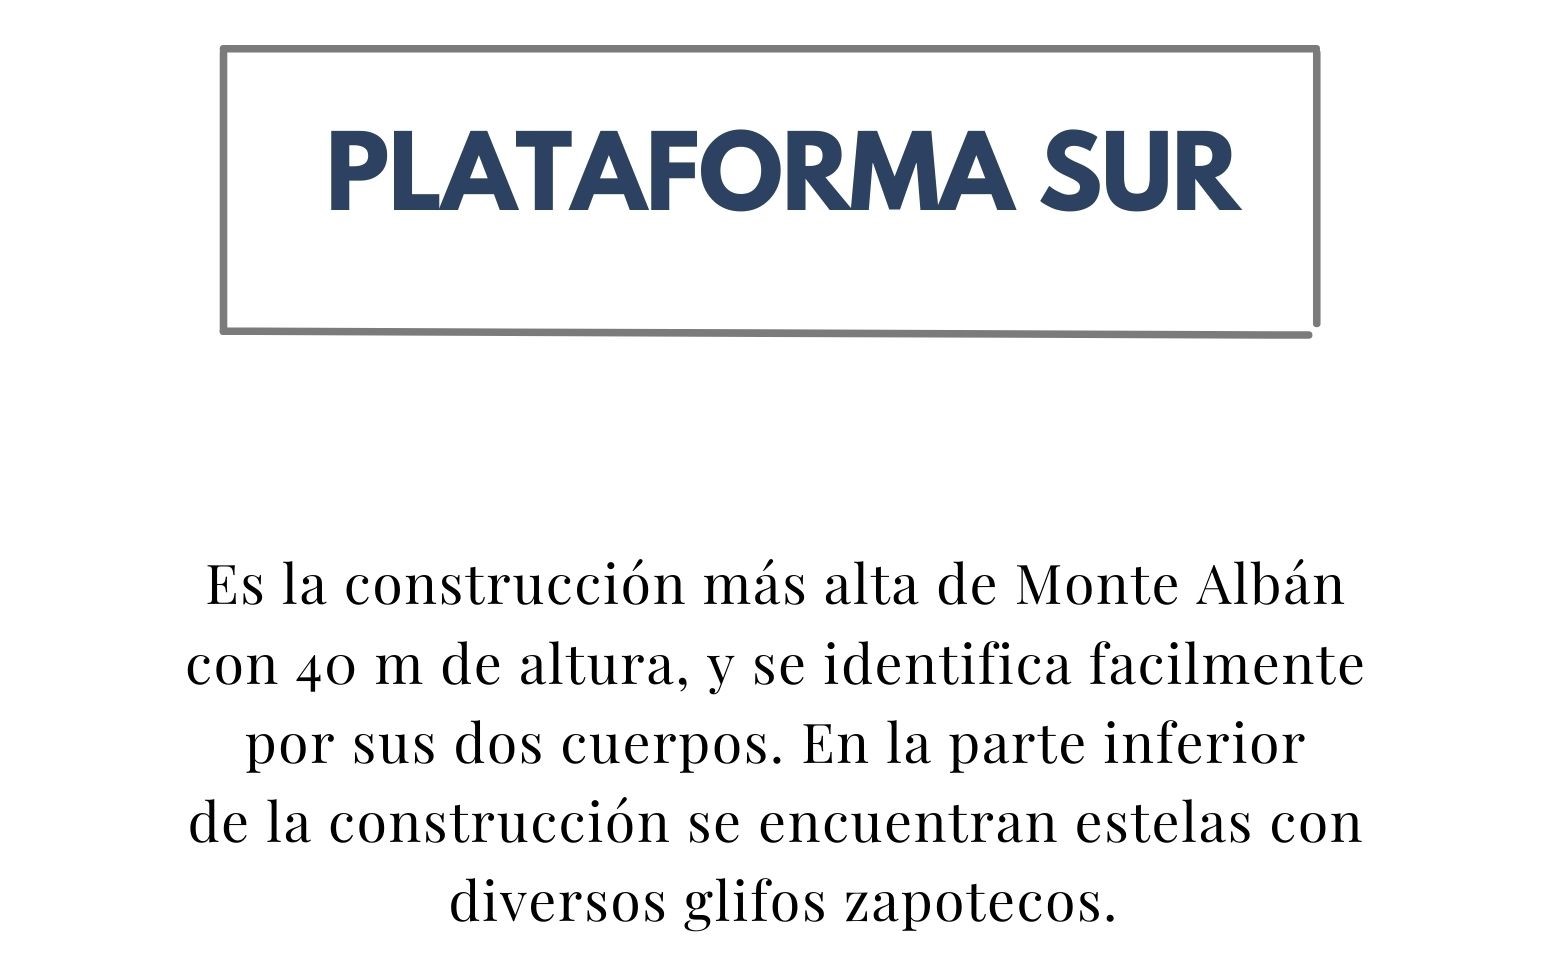 PLATAFORMA SUR
Es la construcción más alta de Monte Albán
con 40 m de altura, y se identifica facilmente
por sus dos cuerpos. En la parte inferior
de la construcción se encuentran estelas con
diversos glifos zapotecos.